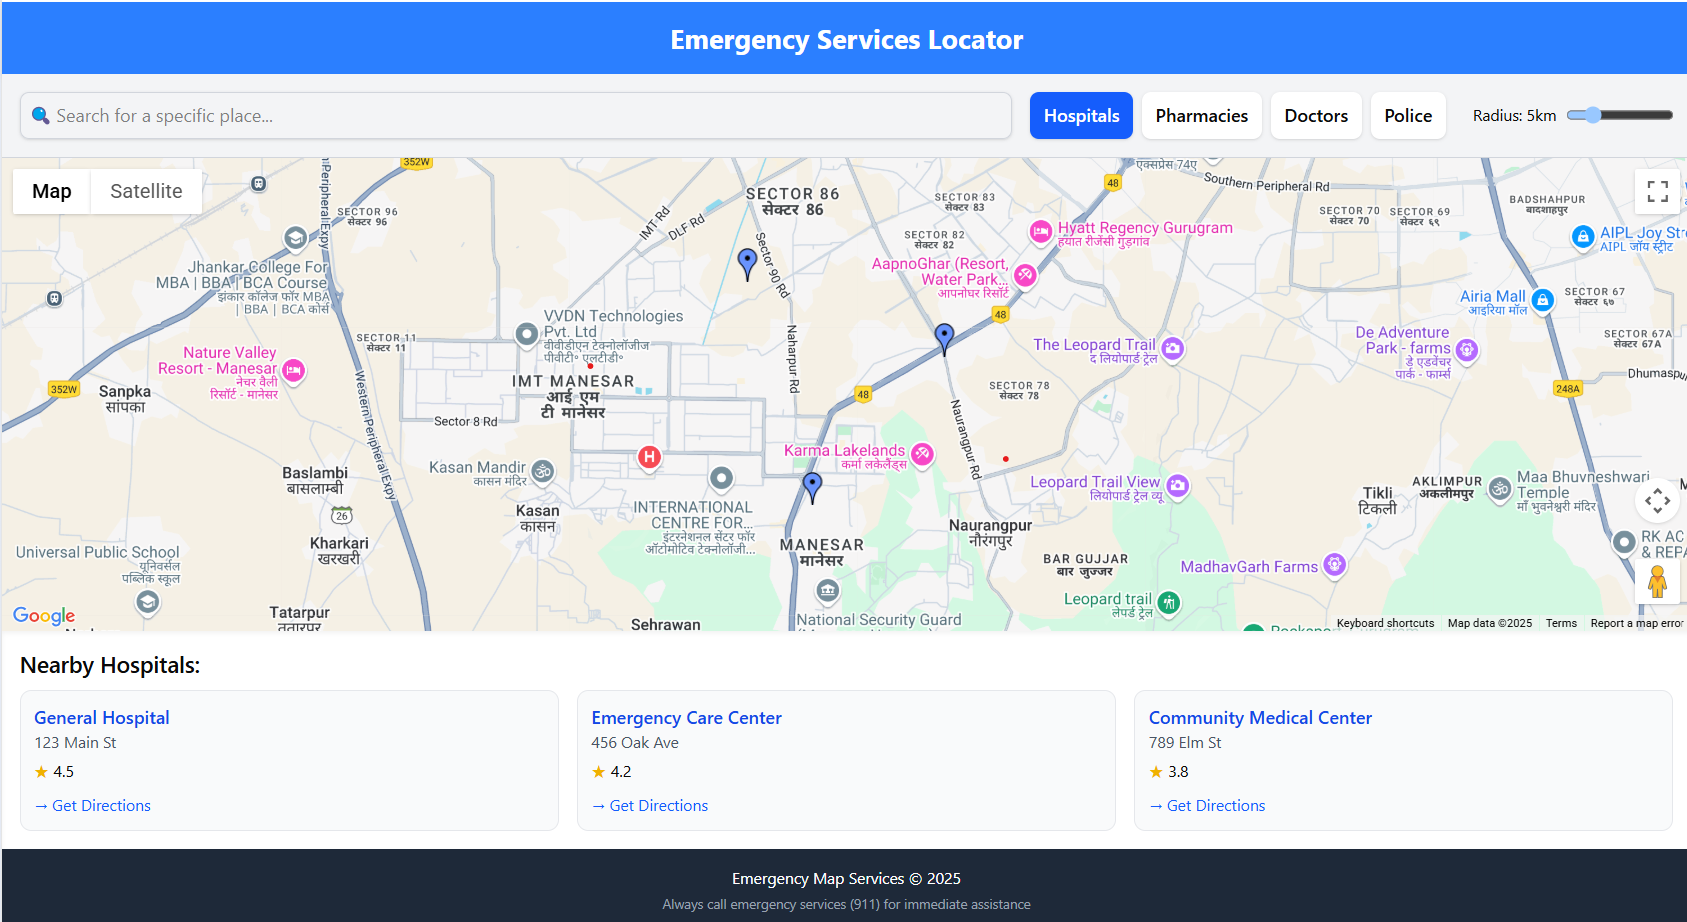 Emergency Services Locator
Search for a specific place...
Hospitals
Pharmacies
Doctors
Police
Radius: 5km
Map
Satellite
352W
SECTOR 96
सेक्टर 96
Peripheral Expy
IMT Rd
DLF Rd
SECTOR 86
सेक्टर 86
Sector 90 Rd
SECTOR 83
सेक्टर 83
SECTOR 82
सेक्टर 82
48
एक्सप्रेस 74ए
Southern Peripheral Rd
SECTOR 70
सेक्टर 70
SECTOR 69
सेक्टर ६९
BADSHAHPUR
बादशाहपुर
Hyatt Regency Gurugram
हयात रीजेंसी गुड़गांव
AIPL Joy Str
AIPL जॉय स्ट्रीट
Jhankar College For
MBA | BBA | BCA Course
झंकार कॉलेज फॉर MBA
| BBA | BCA कोर्स
AapnoGhar (Resort,
Water Park...
आपनोघर रिसॉर्ट
48
Airia Mall
आइरिया मॉल
SECTOR 67
सेक्टर ६७
VVDN Technologies
Pvt. Ltd
वीवीडीएन टेक्नोलॉजीज
पीवीटी॰ एलटीडी॰
SECTOR 11
सेक्टर 11
Naharpur Rd
The Leopard Trail
द लियोपार्ड ट्रेल
De Adventure
Park - farms
डे एडवेंचर
पार्क - फार्म्स
SECTOR 67A
सेक्टर 67A
Nature Valley
Resort - Manesar
नेचर वैली
रिसॉर्ट - मानेसर
352W
Sanpka
सांपका
Western Peripheral Expy
IMT MANESAR
आई एम
टी मानेसर
Sector 8 Rd
48
SECTOR 78
सेक्टर 78
Naurangpur Rd
248A
Dhumaspu
Karma Lakelands
कर्मा लकेलैंड्स
H
Baslambi
बासलाम्बी
Kasan Mandir
कासन मंदिर
Leopard Trail View
लियोपार्ड ट्रेल व्यू
Tikli
टिकली
AKLIMPUR
अकलीमपुर
Maa Bhuvneshwari
Temple
माँ भुवनेश्वरी मंदिर
26
Kasan
कासन
INTERNATIONAL
CENTRE FOR...
इंटरनेशनल सेंटर फॉर
ऑटोमोटिव टेक्नोलॉजी...
MANESAR
मानेसर
Naurangpur
नौरंगपुर
Kharkari
खरखरी
Universal Public School
यूनिवर्सल
पब्लिक स्कूल
BAR GUJJAR
बार गुज्जर
MadhavGarh Farms
RK AC
& REPA
Leopard trail
लेपर्ड ट्रेल
Tatarpur
ततारपुर
Sehrawan
National Security Guard
Google
Keyboard shortcuts
Map data ©2025
Terms
Report a map error
Nearby Hospitals:
General Hospital
123 Main St
★ 4.5
→ Get Directions
Emergency Care Center
456 Oak Ave
★ 4.2
→ Get Directions
Community Medical Center
789 Elm St
★ 3.8
→ Get Directions
Emergency Map Services © 2025
Always call emergency services (911) for immediate assistance